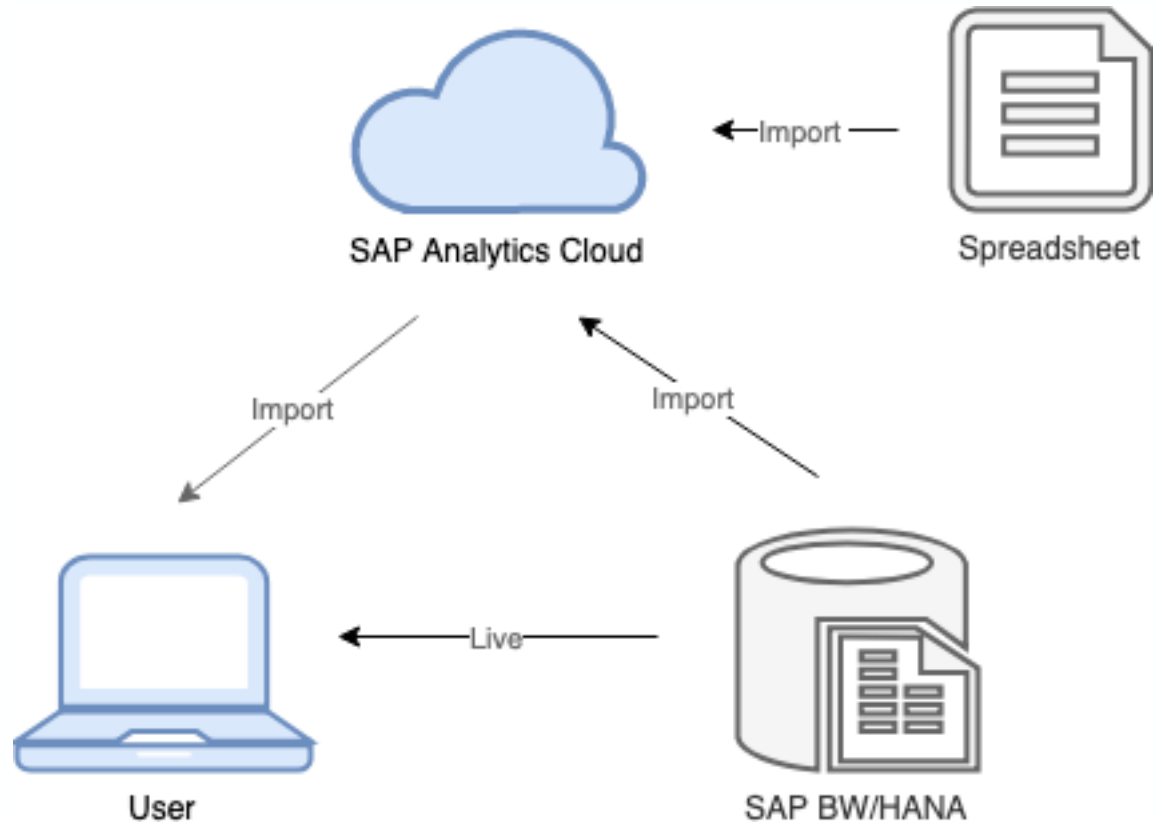 Import
SAP Analytics Cloud
Spreadsheet
Import
Import
Live
User
SAP BW/HANA